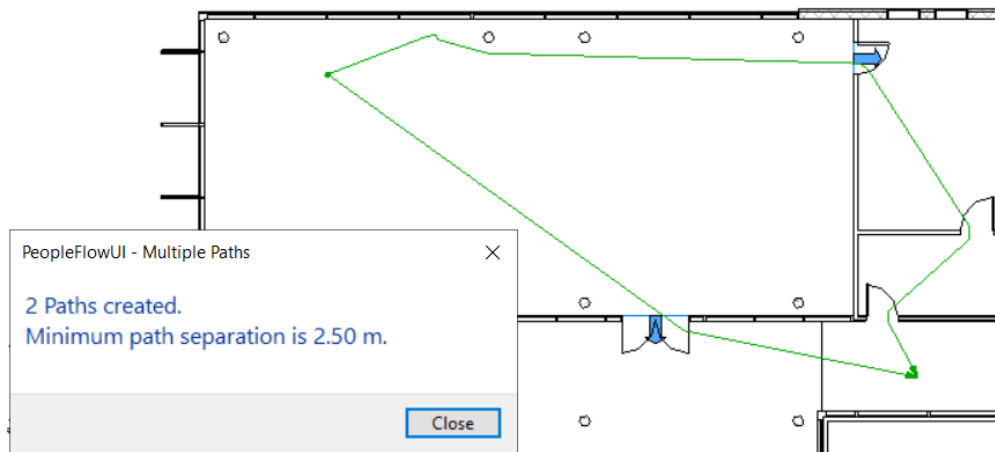 PeopleFlowUI - Multiple Paths
2 Paths created.
Minimum path separation is 2.50 m.
Close